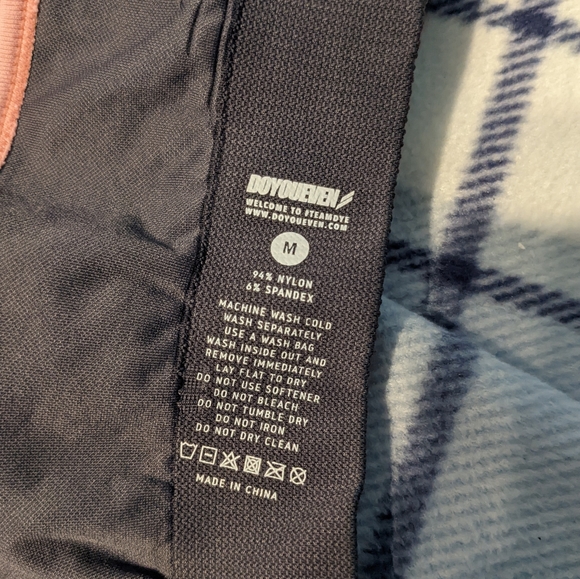 DOYOUEVEN
WELCOME TO #TEAMDYE
WWW.DOYOUEVEN.COM
M
94% NYLON
6% SPANDEX
MACHINE WASH COLD
WASH SEPARATELY
USE A WASH BAG
WASH INSIDE OUT AND
REMOVE IMMEDIATELY
LAY FLAT TO DRY
DO NOT USE SOFTENER
DO NOT BLEACH
DO NOT TUMBLE DRY
DO NOT IRON
DO NOT DRY CLEAN
MADE IN CHINA